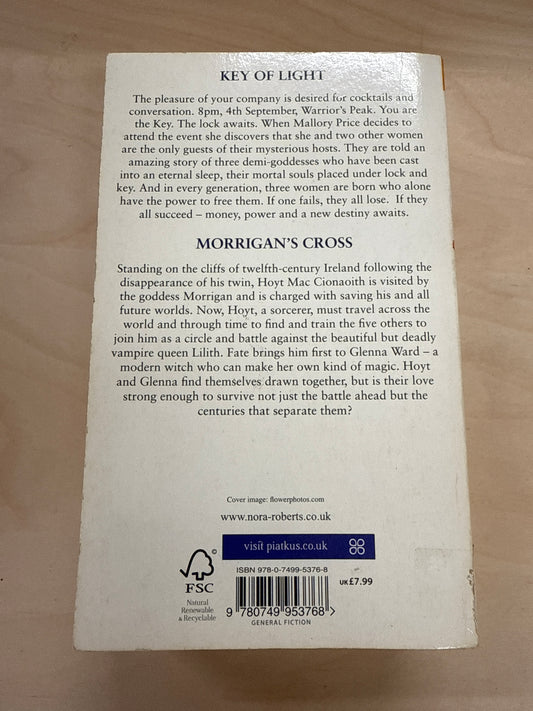 KEY OF LIGHT
The pleasure of your company is desired for cocktails and
conversation. 8pm, 4th September, Warrior's Peak. You are
the Key. The lock awaits. When Mallory Price decides to
attend the event she discovers that she and two other women
are the only guests of their mysterious hosts. They are told an
amazing story of three demi-goddesses who have been cast
into an eternal sleep, their mortal souls placed under lock and
key. And in every generation, three women are born who alone
have the power to free them. If one fails, they all lose. If they
all succeed – money, power and a new destiny awaits.
MORRIGAN'S CROSS
Standing on the cliffs of twelfth-century Ireland following the
disappearance of his twin, Hoyt Mac Cionaoith is visited by
the goddess Morrigan and is charged with saving his and all
future worlds. Now, Hoyt, a sorcerer, must travel across the
world and through time to find and train the five others to
join him as a circle and battle against the beautiful but deadly
vampire queen Lilith. Fate brings him first to Glenna Ward – a
modern witch who can make her own kind of magic. Hoyt
and Glenna find themselves drawn together, but is their love
strong enough to survive not just the battle ahead but the
centuries that separate them?
Cover image: flowerphotos.com
www.nora-roberts.co.uk
visit piatkus.co.uk
©
FSC
Natural
Renewable
& Recyclable
ISBN 978-0-7499-5376-8
9 780749 953768 >
GENERAL FICTION
UK £7.99